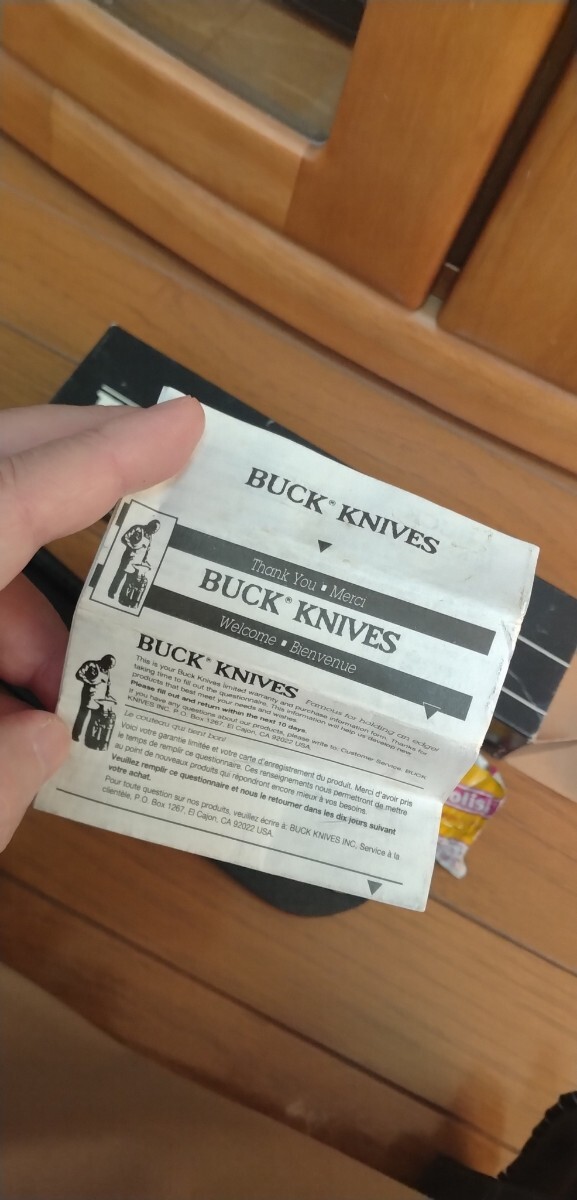 BUCK® KNIVES
Thank You ▪ Merci
BUCK® KNIVES
Welcome ▪ Bienvenue
BUCK® KNIVES Famous for holding an edge
This is your Buck Knives limited warranty and purchase information form. Thanks for
taking time to fill out the questionnaire. This information will help us develop new
products that best meet your needs and wishes.
Please fill out and return within the next 10 days.
If you have any questions about our products, please write to: Customer Service, BUCK
KNIVES INC. P.O. Box 1267, El Cajon, CA 92022 USA.
Le couteau qui tient bon!
Voici votre garantie limitée et votre carte d'enregistrement du produit. Merci d'avoir pris
le temps de remplir ce questionnaire. Ces renseignements nous permettront de mettre
au point de nouveaux produits qui répondront encore mieux à vos besoins.
Veuillez remplir ce questionnaire et nous le retourner dans les dix jours suivant
votre achat.
Pour toute question sur nos produits, veuillez écrire à: BUCK KNIVES INC, Service à la
clientèle, P.O. Box 1267, El Cajon, CA 92022 USA.
olis